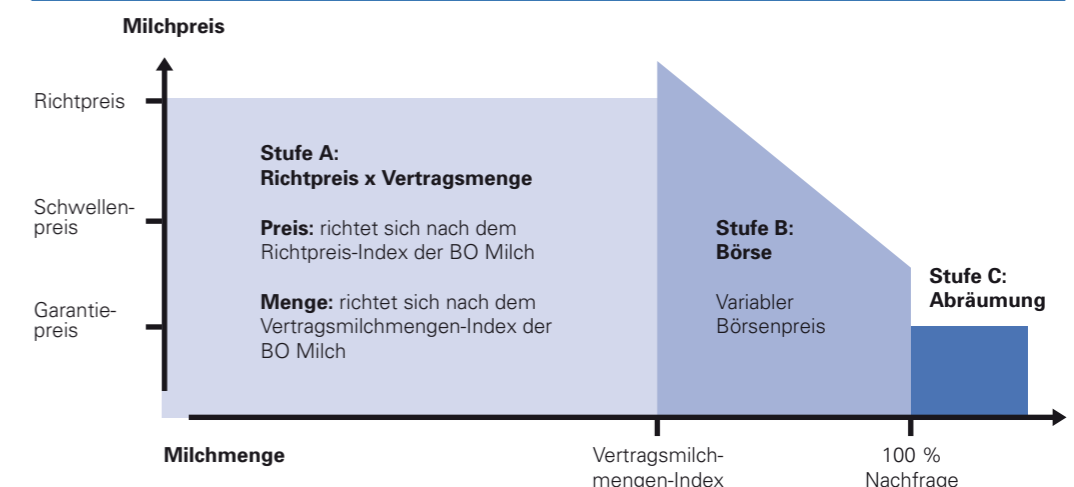 Milchpreis
Richtpreis
Schwellen-
preis
Garantie-
preis
Stufe A:
Richtpreis x Vertragsmenge
Preis: richtet sich nach dem
Richtpreis-Index der BO Milch
Menge: richtet sich nach dem
Vertragsmilchmengen-Index der
BO Milch
Stufe B:
Börse
Variabler
Börsenpreis
Stufe C:
Abräumung
Milchmenge
Vertragsmilch-
mengen-Index
100 %
Nachfrage